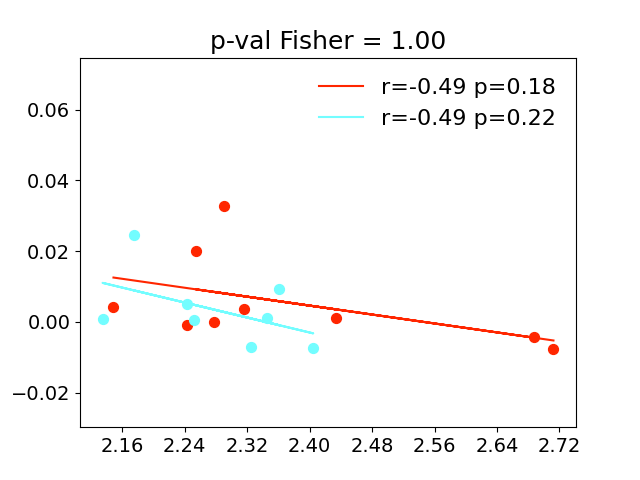 p-val Fisher = 1.00
r=-0.49 p=0.18
r=-0.49 p=0.22
0.06
0.04
0.02
0.00
−0.02
2.16 2.24 2.32 2.40 2.48 2.56 2.64 2.72